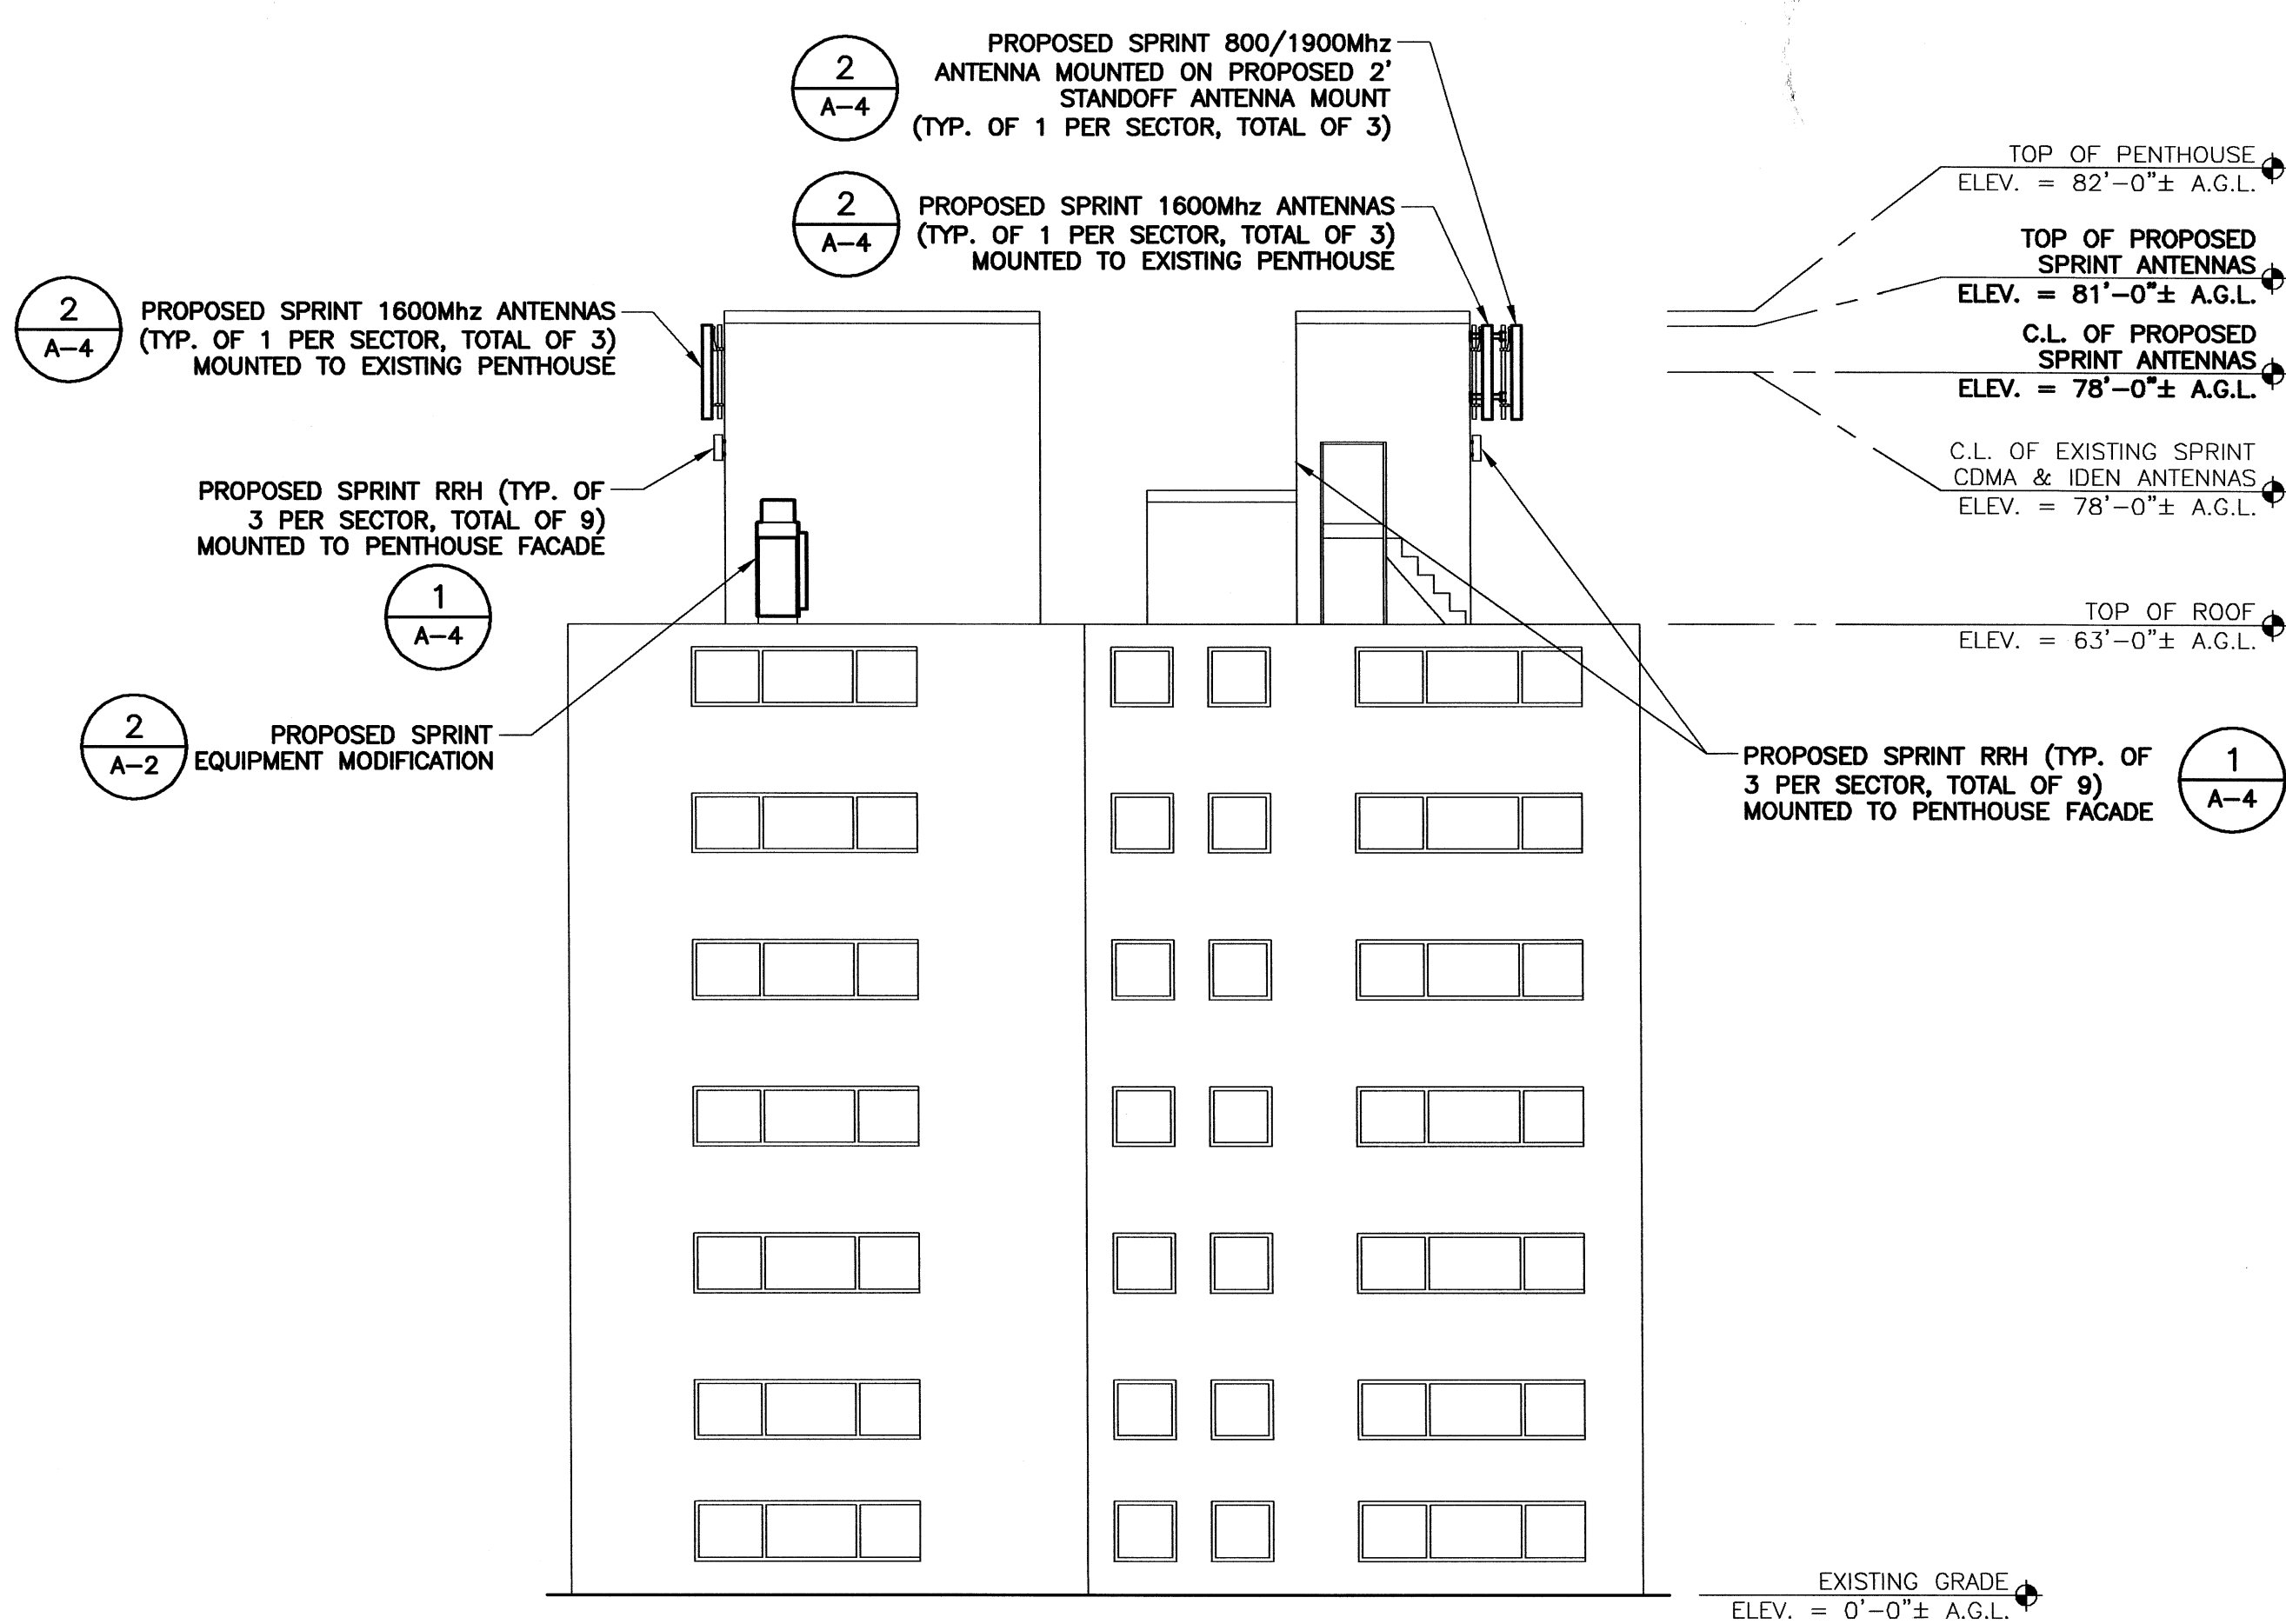 2
A-4
PROPOSED SPRINT 800/1900Mhz
ANTENNA MOUNTED ON PROPOSED 2'
STANDOFF ANTENNA MOUNT
(TYP. OF 1 PER SECTOR, TOTAL OF 3)
2
A-4
PROPOSED SPRINT 1600Mhz ANTENNAS
(TYP. OF 1 PER SECTOR, TOTAL OF 3)
MOUNTED TO EXISTING PENTHOUSE
2
A-4
PROPOSED SPRINT 1600Mhz ANTENNAS
(TYP. OF 1 PER SECTOR, TOTAL OF 3)
MOUNTED TO EXISTING PENTHOUSE
PROPOSED SPRINT RRH (TYP. OF
3 PER SECTOR, TOTAL OF 9)
MOUNTED TO PENTHOUSE FACADE
1
A-4
2
A-2
PROPOSED SPRINT
EQUIPMENT MODIFICATION
TOP OF PENTHOUSE
ELEV. = 82'-0"± A.G.L.
TOP OF PROPOSED
SPRINT ANTENNAS
ELEV. = 81'-0"± A.G.L.
C.L. OF PROPOSED
SPRINT ANTENNAS
ELEV. = 78'-0"± A.G.L.
C.L. OF EXISTING SPRINT
CDMA & IDEN ANTENNAS
ELEV. = 78'-0"± A.G.L.
TOP OF ROOF
ELEV. = 63'-0"± A.G.L.
PROPOSED SPRINT RRH (TYP. OF
3 PER SECTOR, TOTAL OF 9)
MOUNTED TO PENTHOUSE FACADE
1
A-4
EXISTING GRADE
ELEV. = 0'-0"± A.G.L.